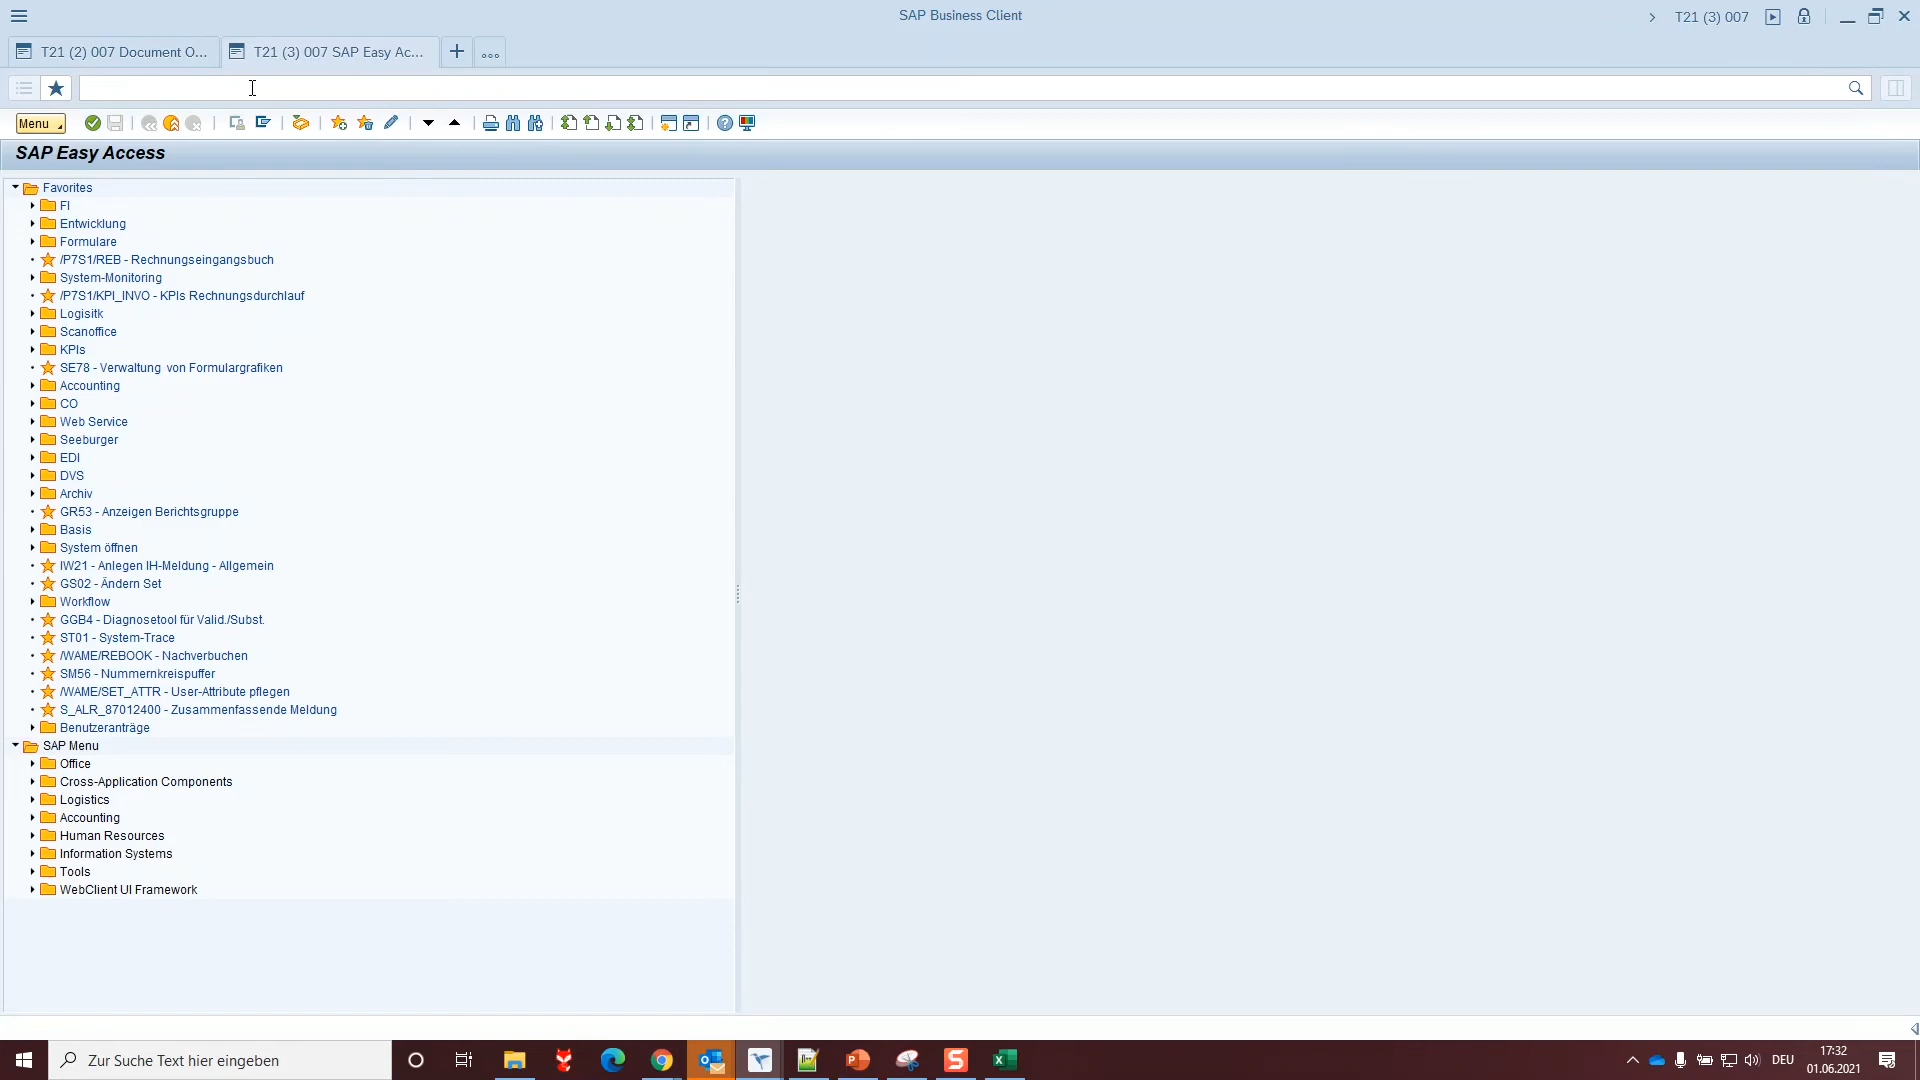 SAP Business Client
T21 (3) 007
T21 (2) 007 Document O...
T21 (3) 007 SAP Easy Ac...
Menu
SAP Easy Access
Favorites
FI
Entwicklung
Formulare
/P7S1/REB - Rechnungseingangsbuch
System-Monitoring
/P7S1/KPI_INVO - KPIs Rechnungsdurchlauf
Logisitk
Scanoffice
KPIs
SE78 - Verwaltung von Formulargrafiken
Accounting
CO
Web Service
Seeburger
EDI
DVS
Archiv
GR53 - Anzeigen Berichtsgruppe
Basis
System öffnen
IW21 - Anlegen IH-Meldung - Allgemein
GS02 - Ändern Set
Workflow
GGB4 - Diagnosetool für Valid./Subst.
ST01 - System-Trace
/WAME/REBOOK - Nachverbuchen
SM56 - Nummernkreispuffer
/WAME/SET_ATTR - User-Attribute pflegen
S_ALR_87012400 - Zusammenfassende Meldung
Benutzeranträge
SAP Menu
Office
Cross-Application Components
Logistics
Accounting
Human Resources
Information Systems
Tools
WebClient UI Framework
Zur Suche Text hier eingeben
DEU
17:32
01.06.2021